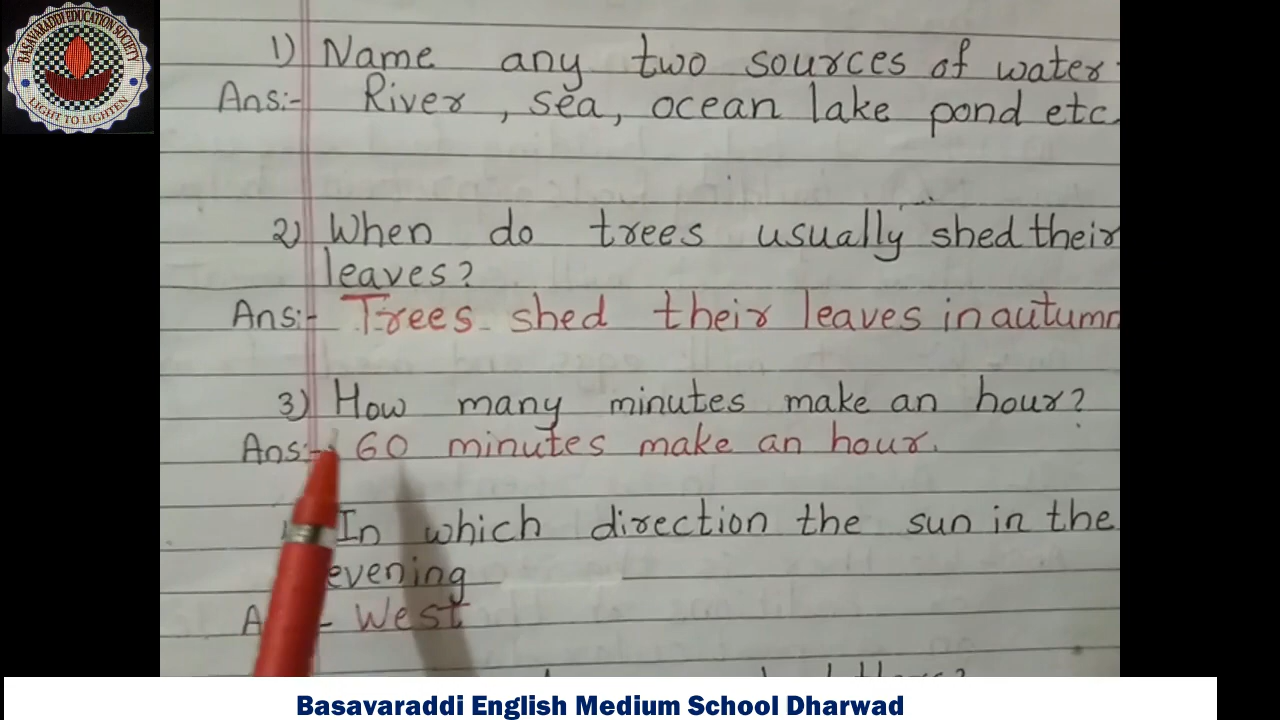 BASAVARADDI EDUCATION SOCIETY
LIGHT TO LIGHTEN
1) Name any two sources of water
Ans:- River, sea, ocean lake pond etc.
2) When do trees usually shed their
leaves?
Ans:- Trees shed their leaves in autumn
3) How many minutes make an hour?
Ans:- 60 minutes make an hour.
In which direction the sun in the
evening
A - West
Basavaraddi English Medium School Dharwad